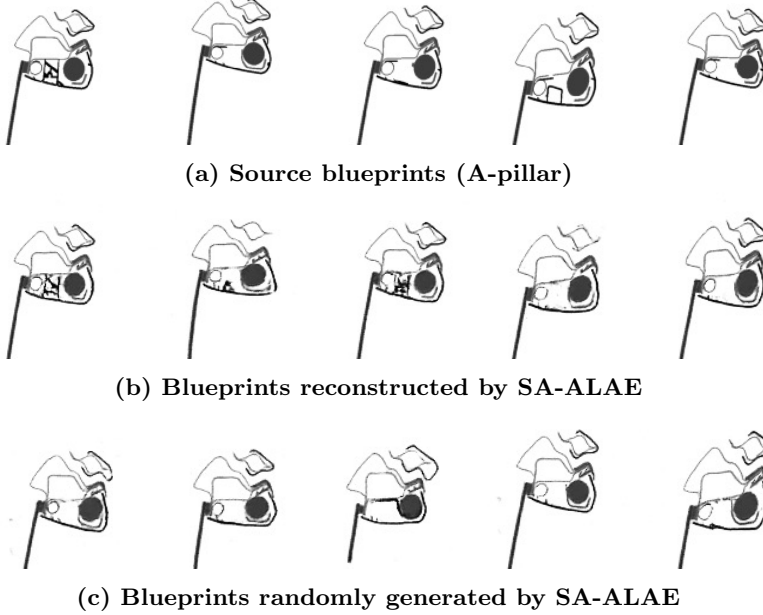 (a) Source blueprints (A-pillar)
(b) Blueprints reconstructed by SA-ALAE
(c) Blueprints randomly generated by SA-ALAE